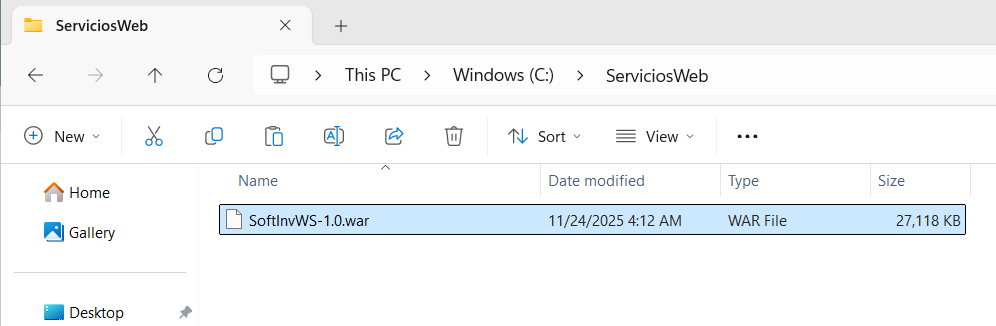 ServiciosWeb
This PC Windows (C:) ServiciosWeb
New Sort View
Name Date modified Type Size
Home
SoftInvWS-1.0.war 11/24/2025 4:12 AM WAR File 27,118 KB
Gallery
Desktop